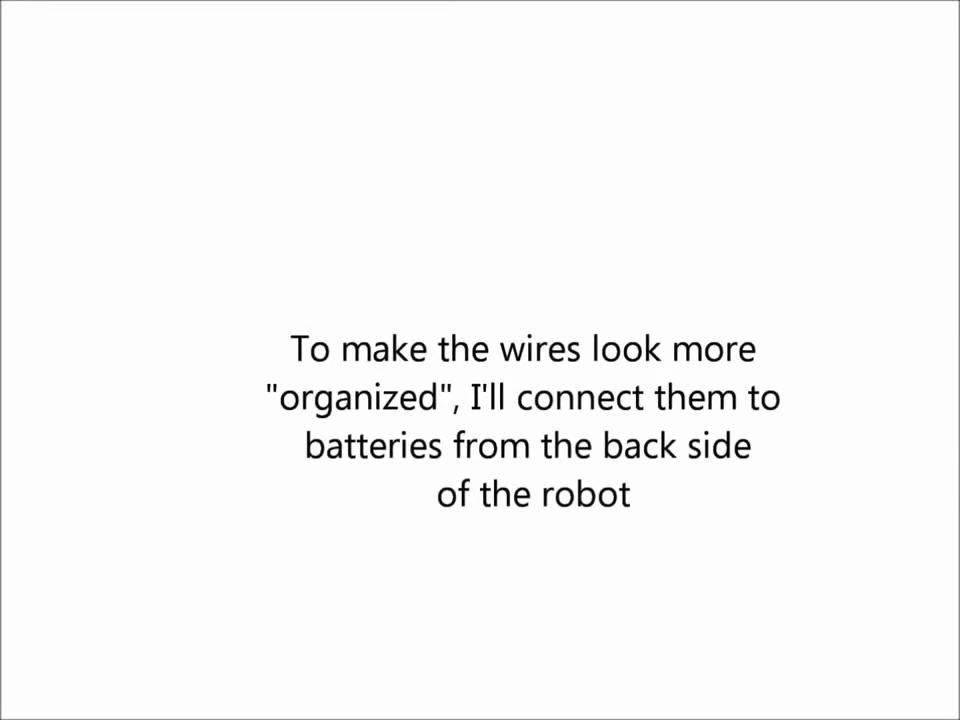 To make the wires look more
"organized", I'll connect them to
batteries from the back side
of the robot